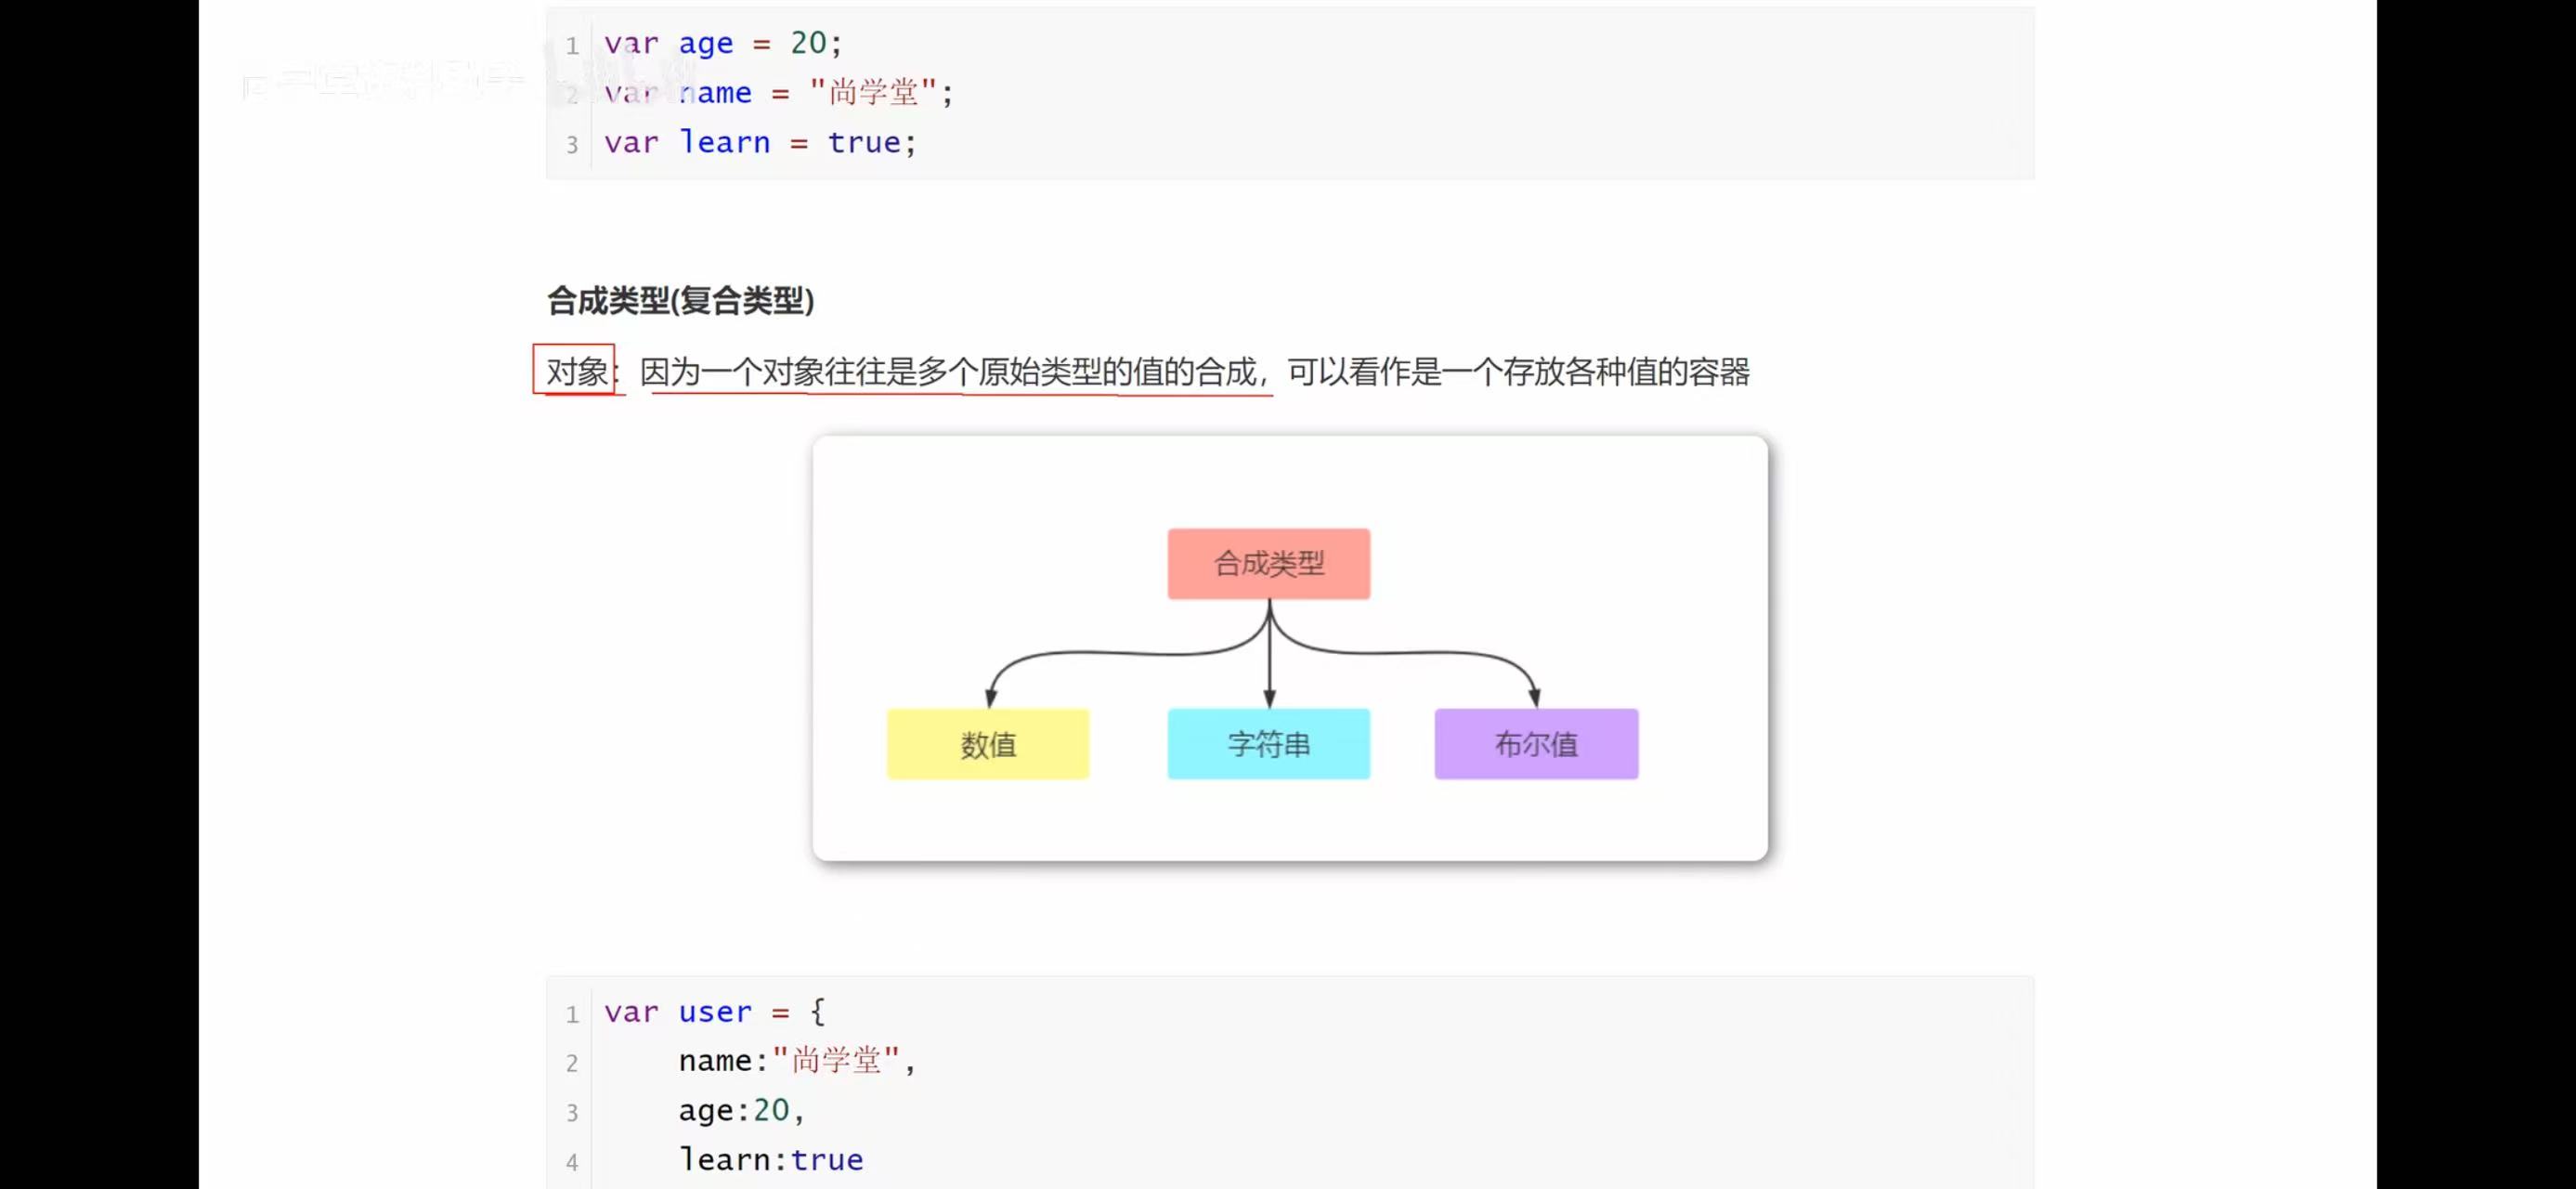 1 var age = 20;
2 var name = "尚学堂";
3 var learn = true;
合成类型(复合类型)
对象：因为一个对象往往是多个原始类型的值的合成，可以看作是一个存放各种值的容器
合成类型
数值 字符串 布尔值
1 var user = {
2 name:"尚学堂",
3 age:20,
4 learn:true